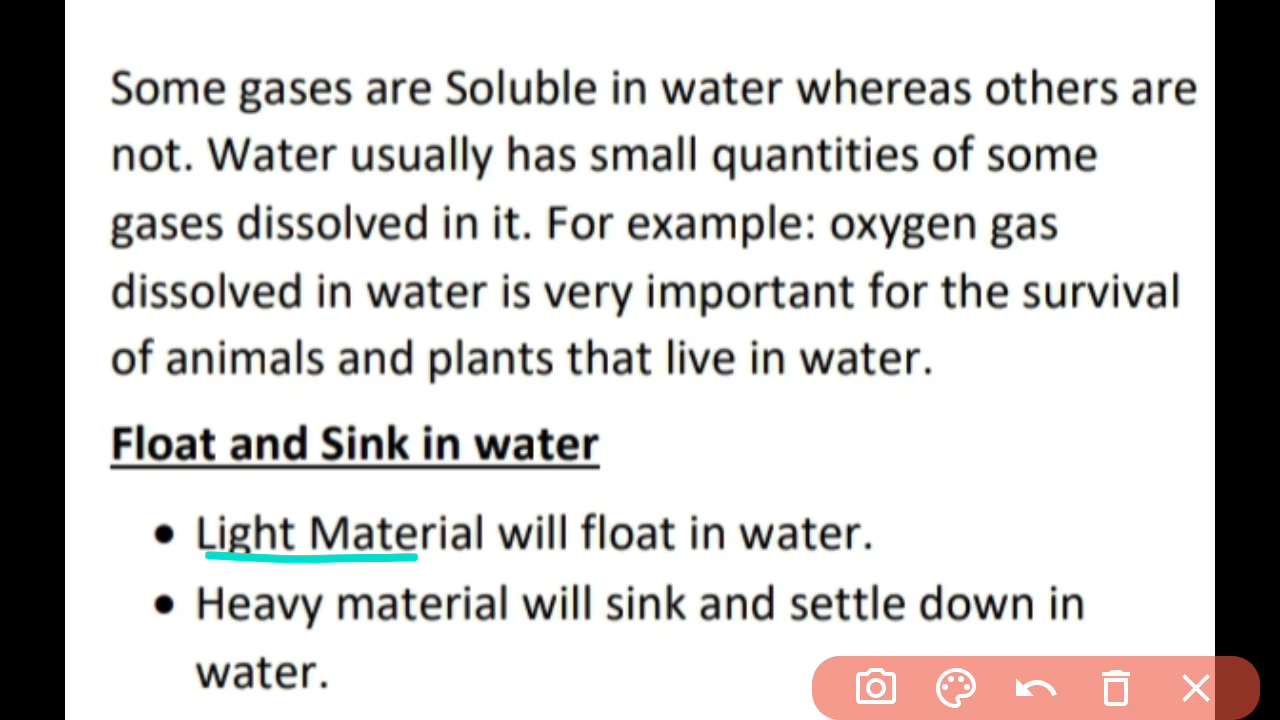 Some gases are Soluble in water whereas others are
not. Water usually has small quantities of some
gases dissolved in it. For example: oxygen gas
dissolved in water is very important for the survival
of animals and plants that live in water.
Float and Sink in water
• Light Material will float in water.
• Heavy material will sink and settle down in
water.